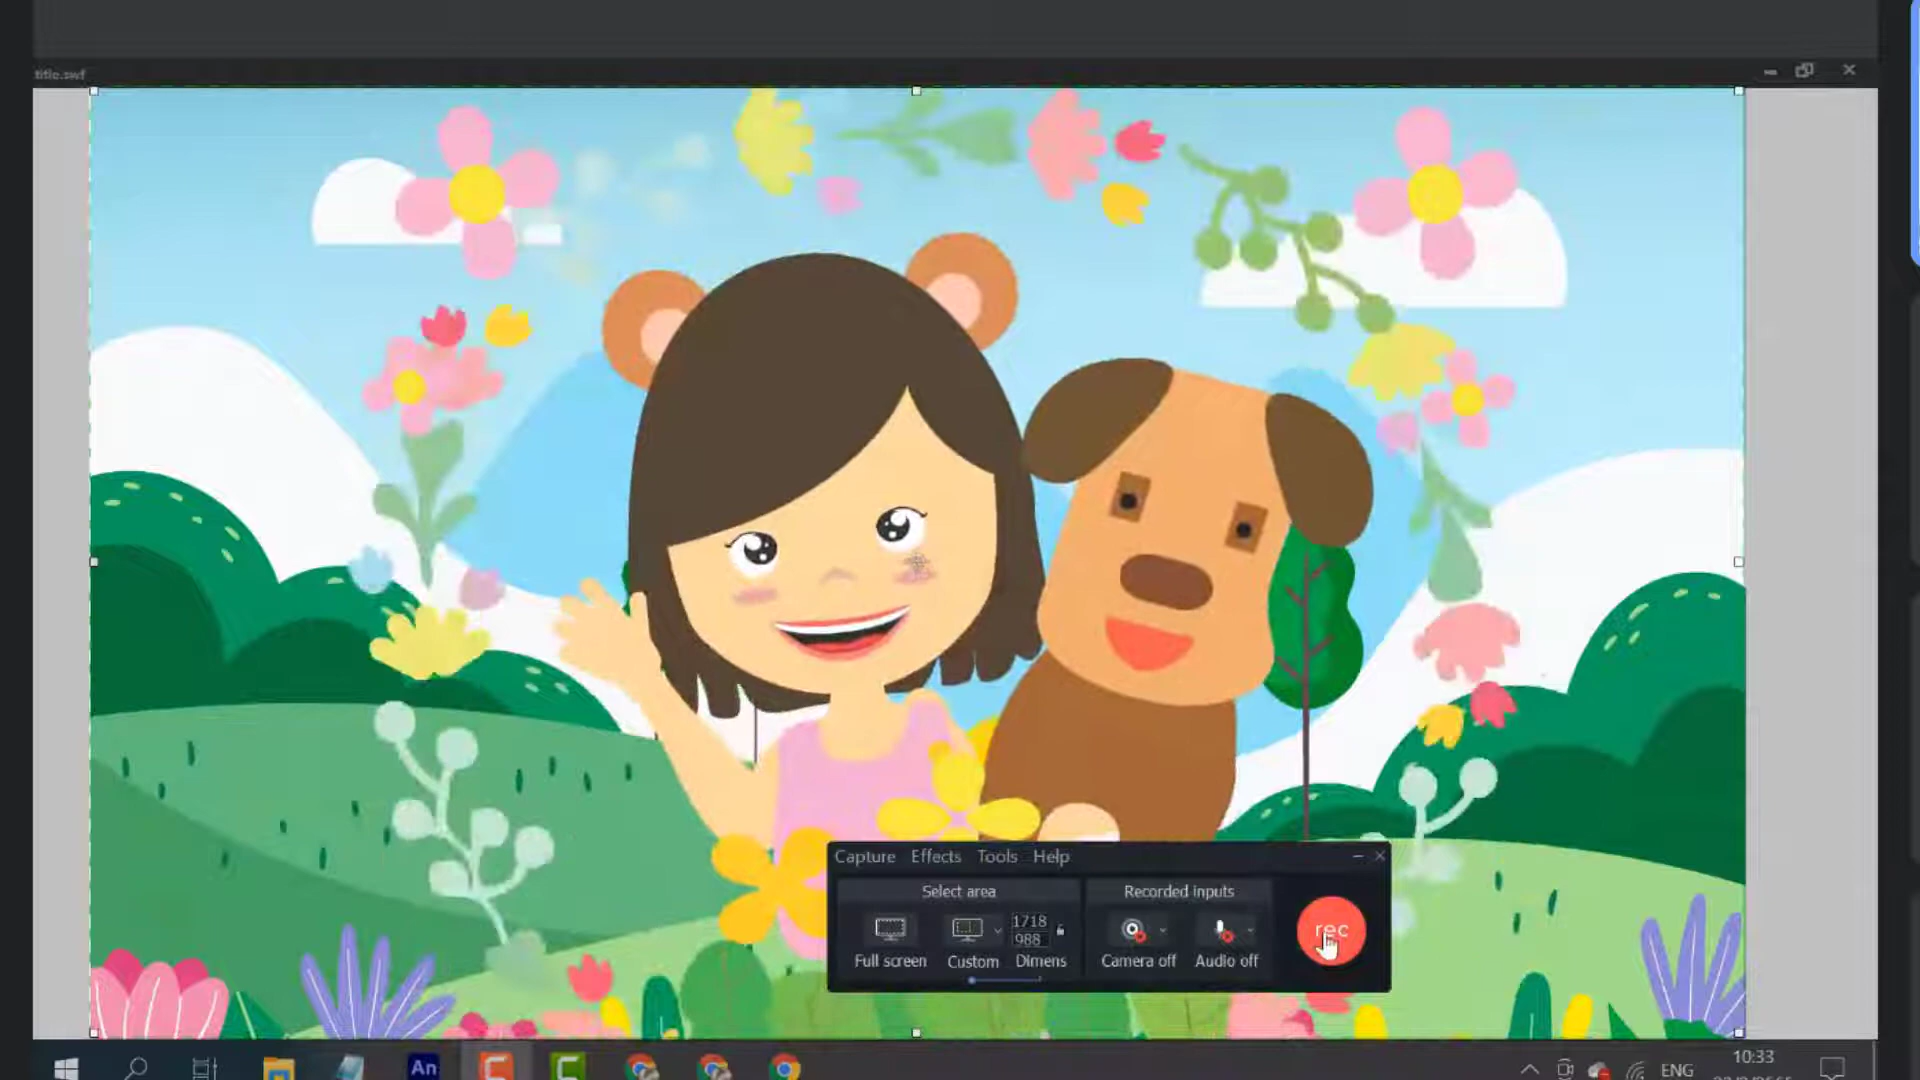 title.swf
Capture Effects Tools Help
Select area
Recorded inputs
1718
988
rec
Full screen
Custom
Dimens
Camera off
Audio off
An
ENG
10:33